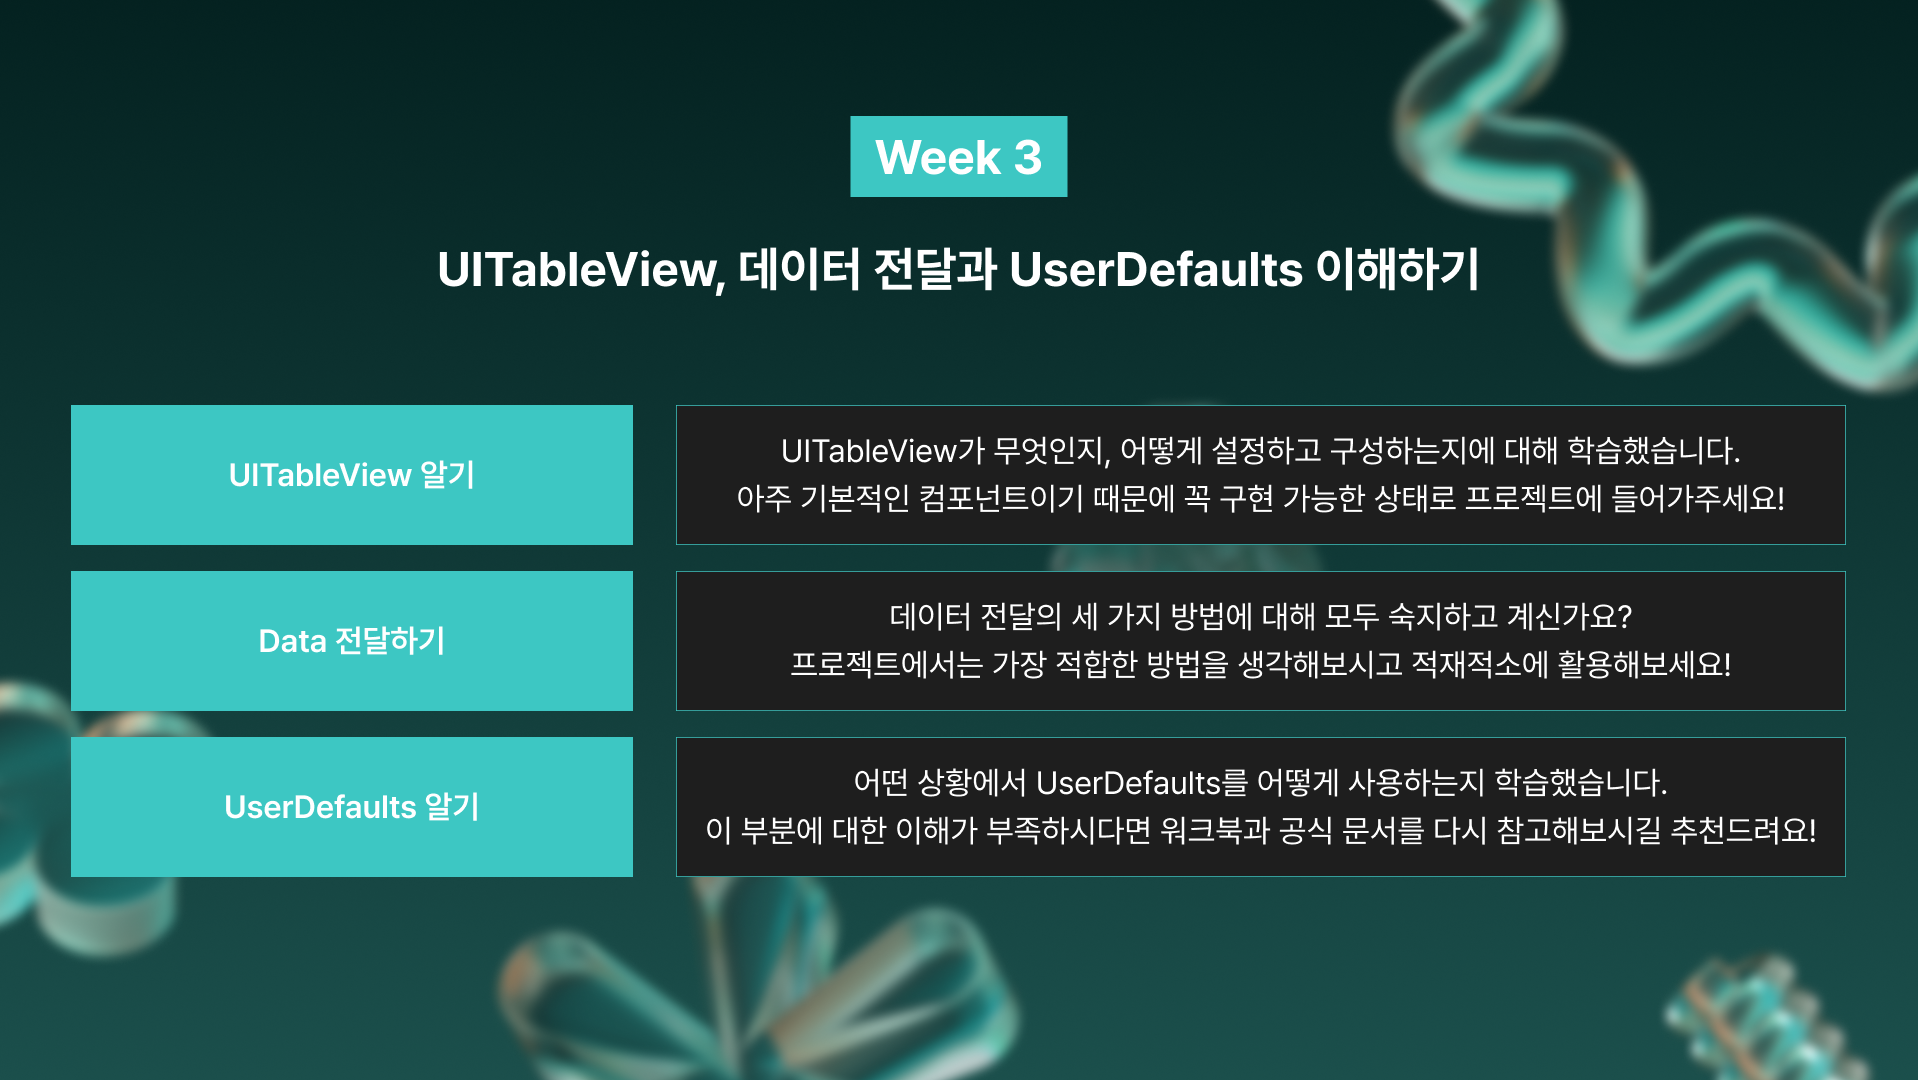 Week 3
UITableView, 데이터 전달과 UserDefaults 이해하기
UITableView 알기
UITableView가 무엇인지, 어떻게 설정하고 구성하는지에 대해 학습했습니다.
아주 기본적인 컴포넌트이기 때문에 꼭 구현 가능한 상태로 프로젝트에 들어가주세요!
Data 전달하기
데이터 전달의 세 가지 방법에 대해 모두 숙지하고 계신가요?
프로젝트에서는 가장 적합한 방법을 생각해보시고 적재적소에 활용해보세요!
UserDefaults 알기
어떤 상황에서 UserDefaults를 어떻게 사용하는지 학습했습니다.
이 부분에 대한 이해가 부족하시다면 워크북과 공식 문서를 다시 참고해보시길 추천드려요!